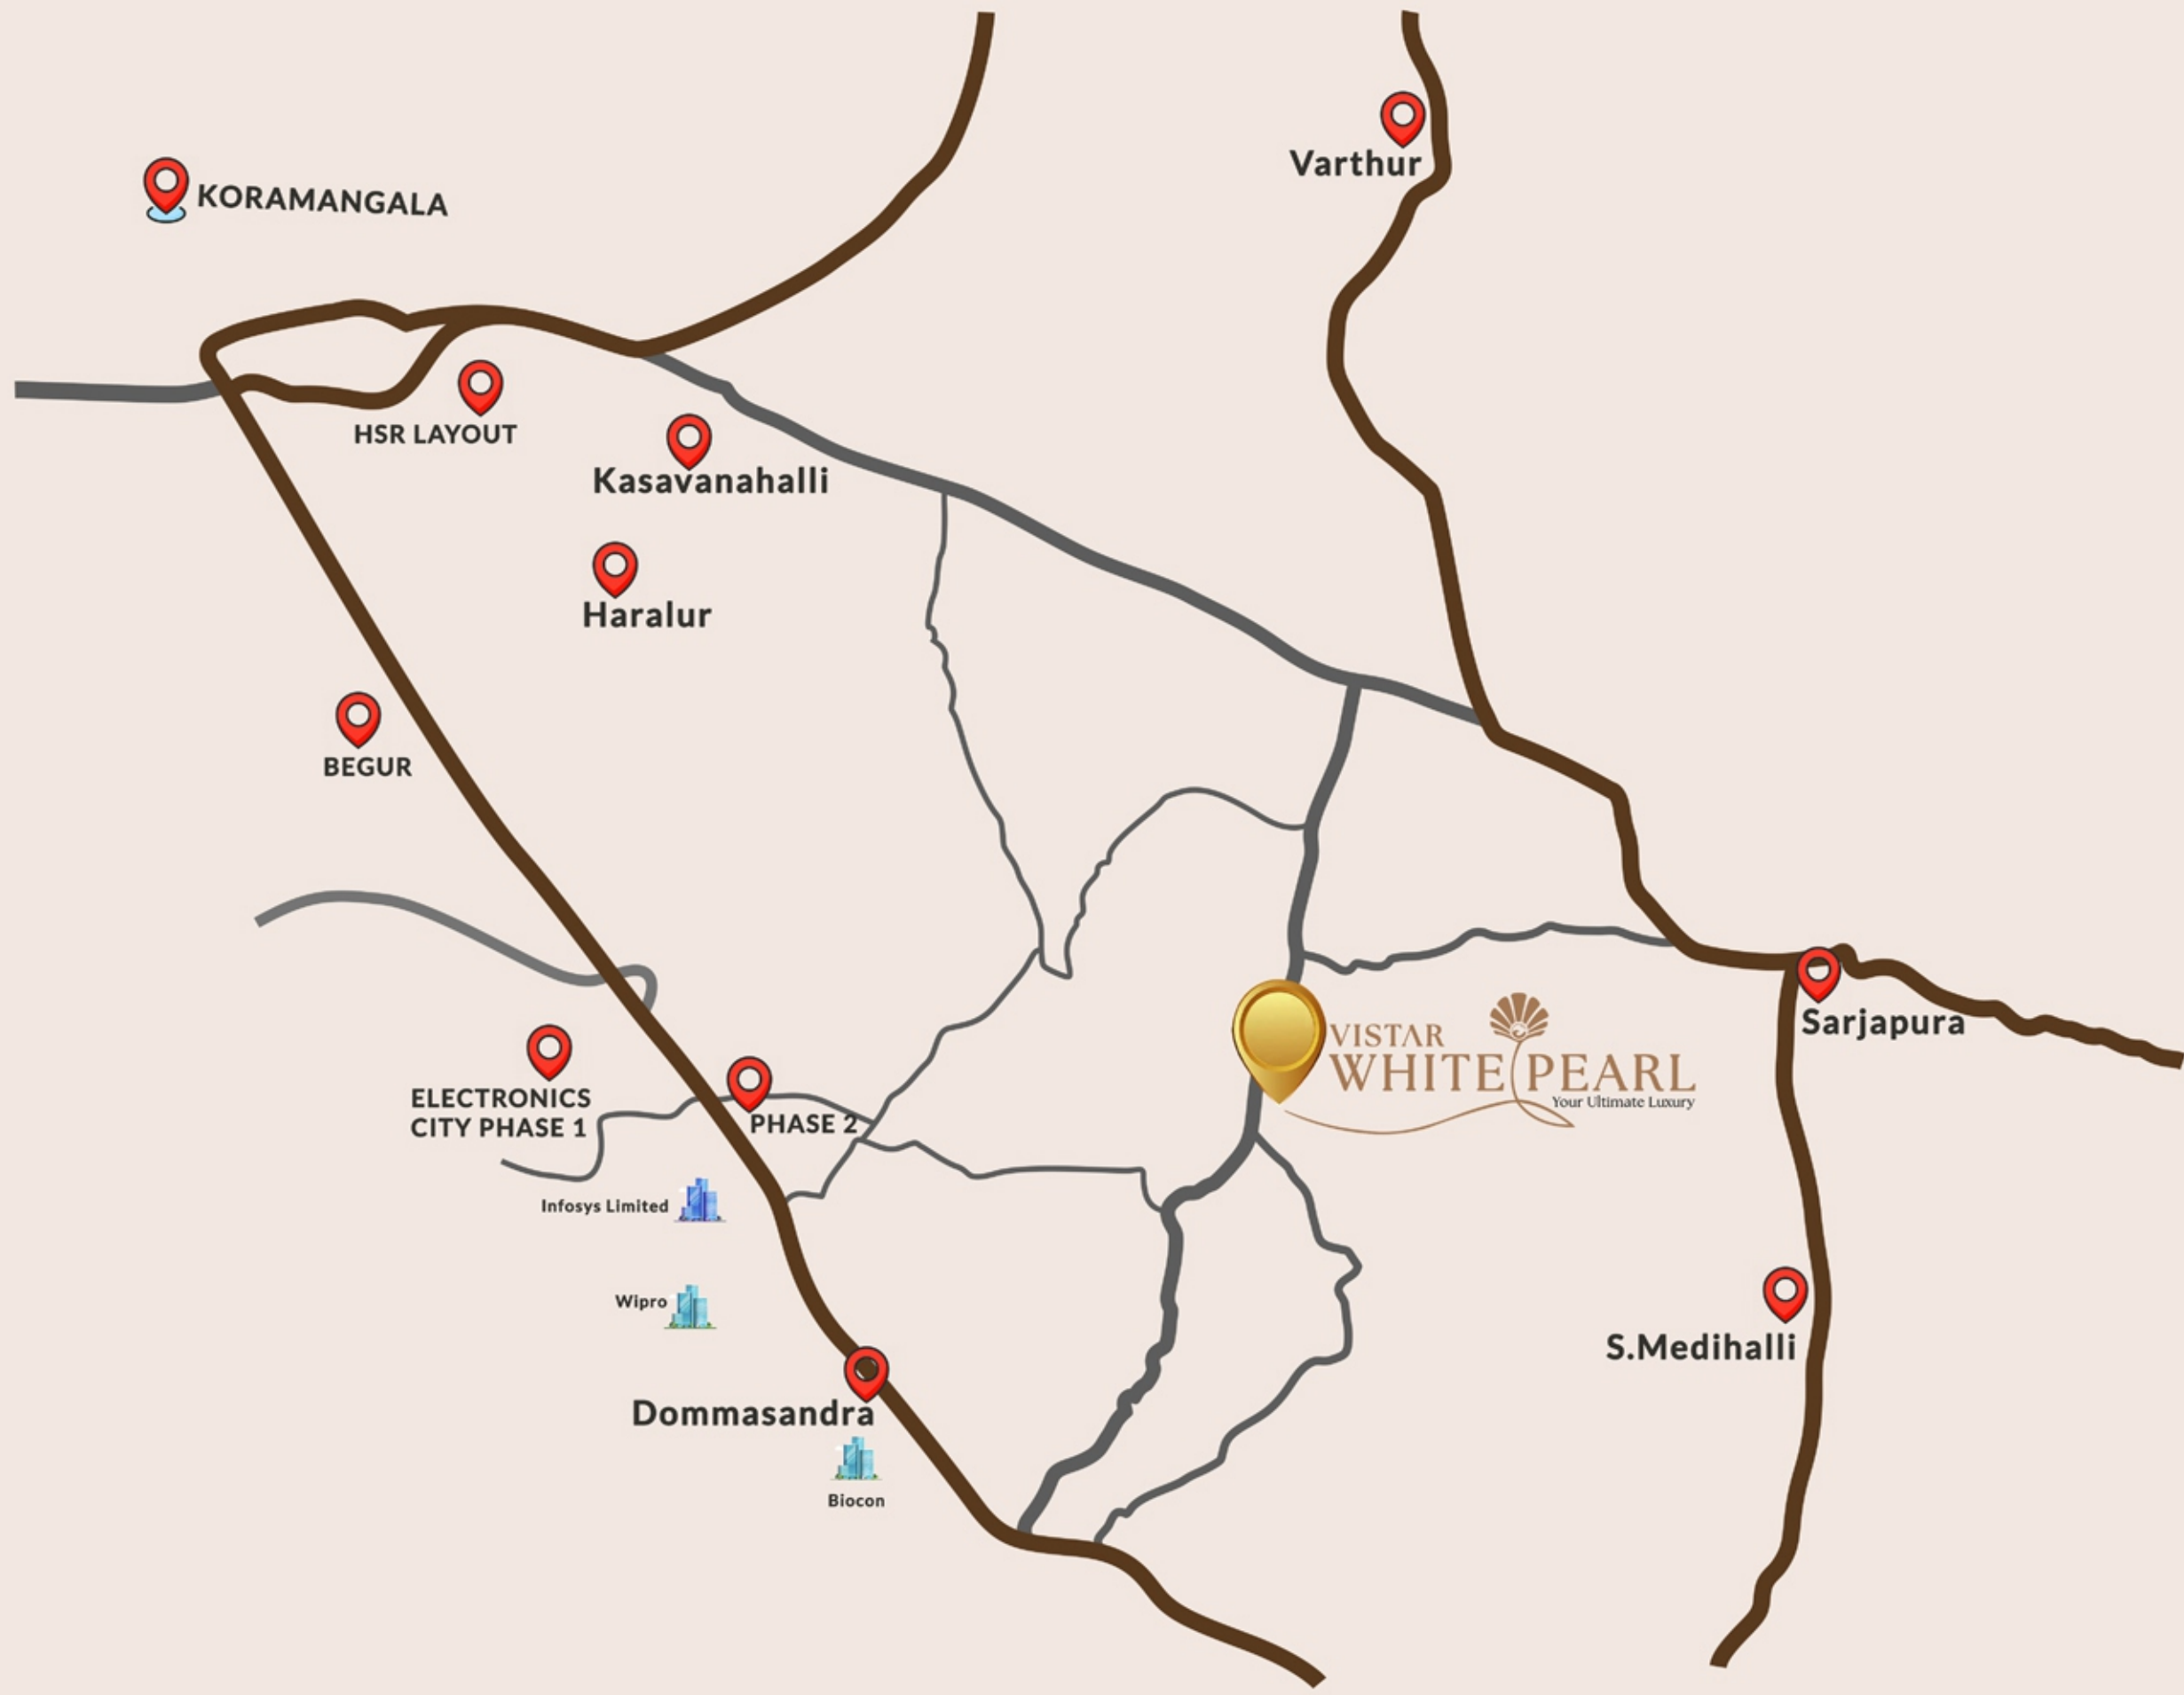 Varthur
KORAMANGALA
HSR LAYOUT
Kasavanahalli
Haralur
BEGUR
VISTAR
WHITE PEARL
Your Ultimate Luxury
Sarjapura
ELECTRONICS
CITY PHASE 1
PHASE 2
Infosys Limited
Wipro
S.Medihalli
Dommasandra
Biocon